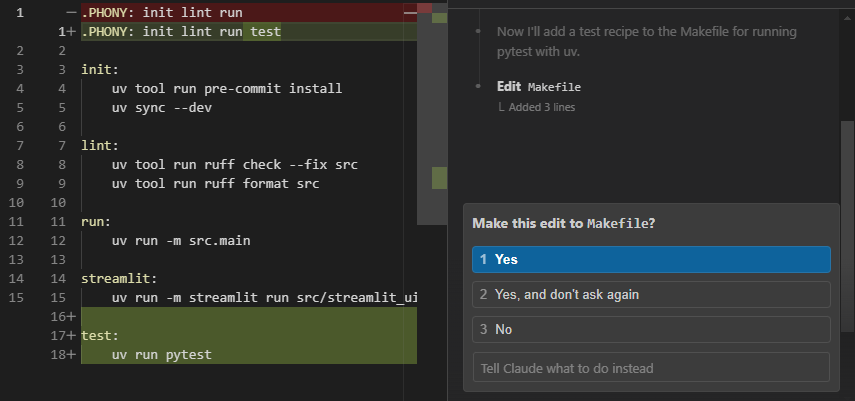 1 −.PHONY: init lint run
1+.PHONY: init lint run test
2 2
3 3 init:
4 4 uv tool run pre-commit install
5 5 uv sync --dev
6 6
7 7 lint:
8 8 uv tool run ruff check --fix src
9 9 uv tool run ruff format src
10 10
11 11 run:
12 12 uv run -m src.main
13 13
14 14 streamlit:
15 15 uv run -m streamlit run src/streamlit_ui
16+
17+test:
18+ uv run pytest
Now I'll add a test recipe to the Makefile for running
pytest with uv.
Edit Makefile
└ Added 3 lines
Make this edit to Makefile?
1 Yes
2 Yes, and don't ask again
3 No
Tell Claude what to do instead